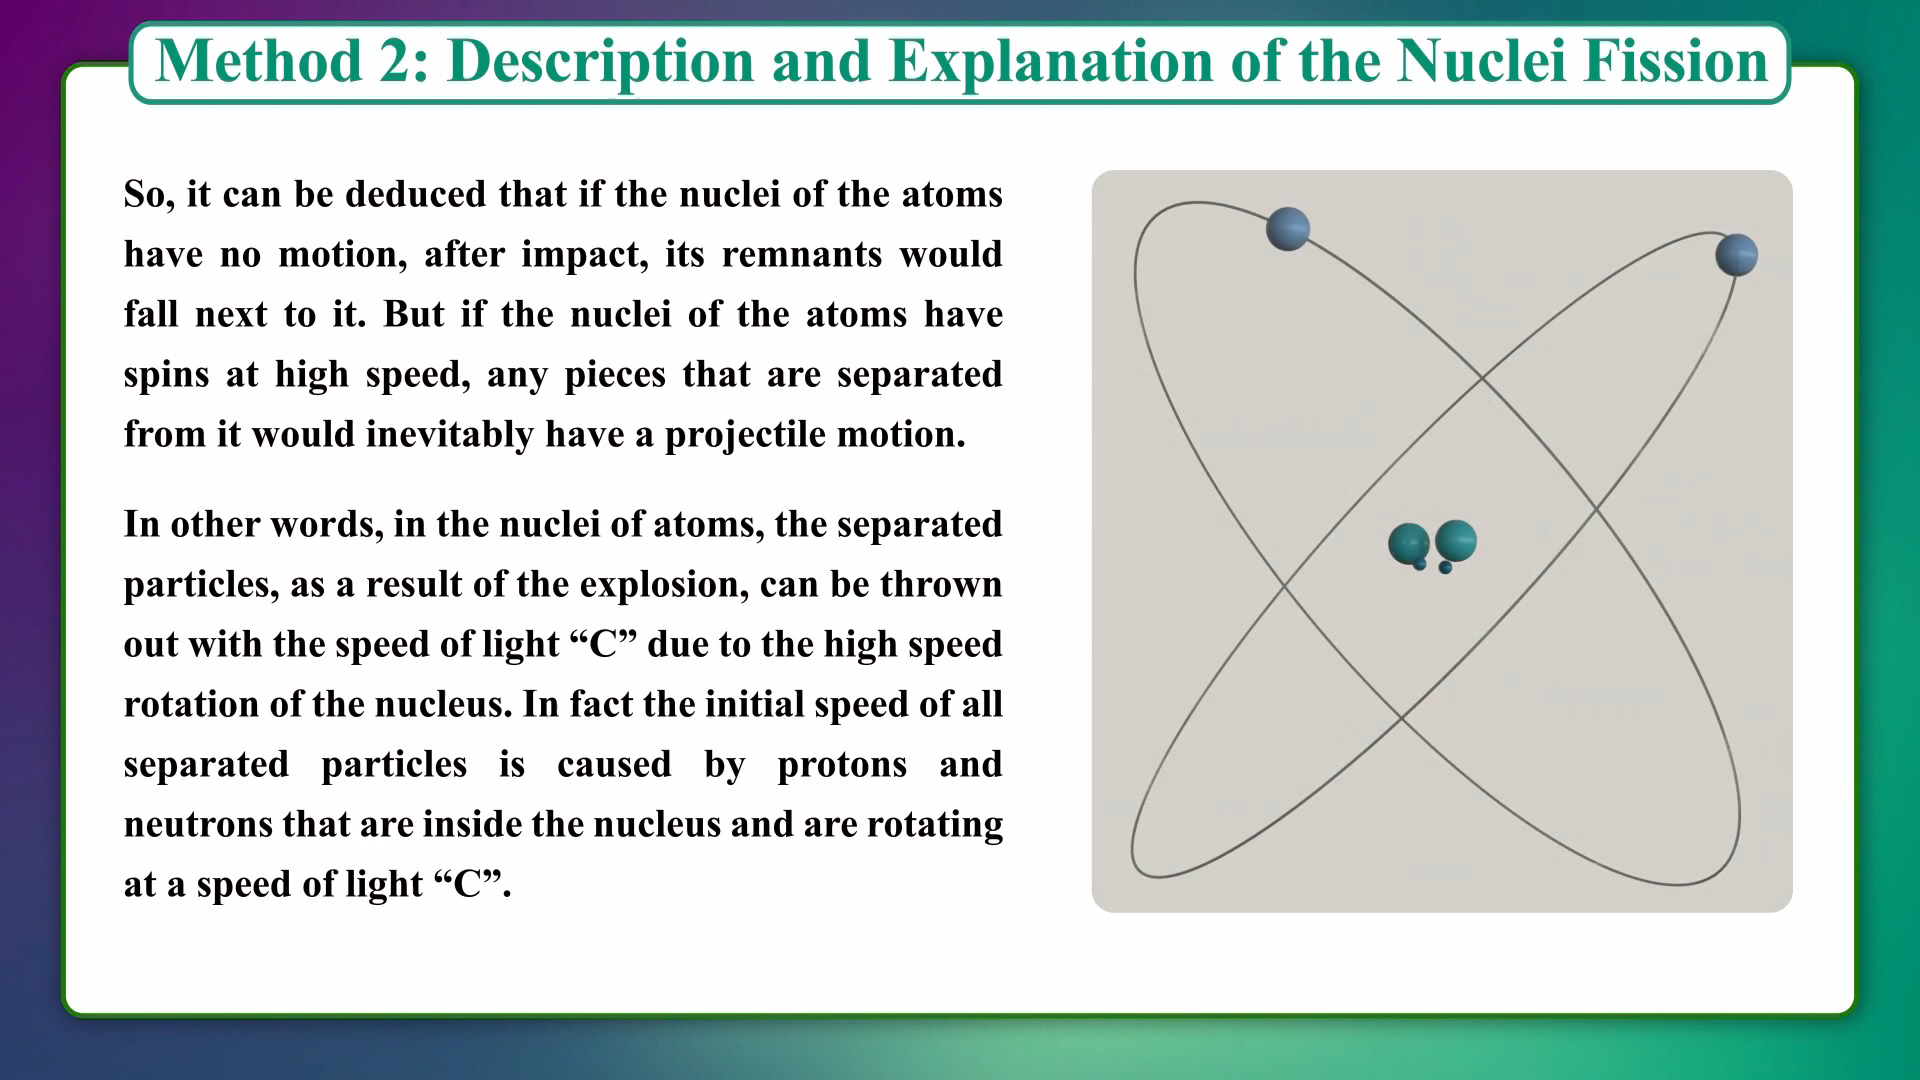 Method 2: Description and Explanation of the Nuclei Fission
So, it can be deduced that if the nuclei of the atoms
have no motion, after impact, its remnants would
fall next to it. But if the nuclei of the atoms have
spins at high speed, any pieces that are separated
from it would inevitably have a projectile motion.
In other words, in the nuclei of atoms, the separated
particles, as a result of the explosion, can be thrown
out with the speed of light “C” due to the high speed
rotation of the nucleus. In fact the initial speed of all
separated particles is caused by protons and
neutrons that are inside the nucleus and are rotating
at a speed of light “C”.